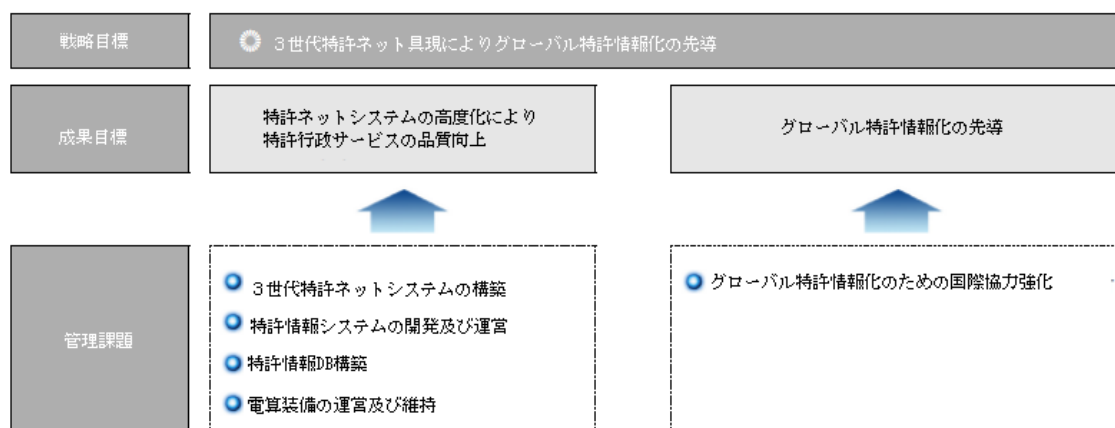 戦略目標
３世代特許ネット具現によりグローバル特許情報化の先導
成果目標
特許ネットシステムの高度化により
特許行政サービスの品質向上
グローバル特許情報化の先導
管理課題
３世代特許ネットシステムの構築
特許情報システムの開発及び運営
特許情報DB構築
電算装備の運営及び維持
グローバル特許情報化のための国際協力強化